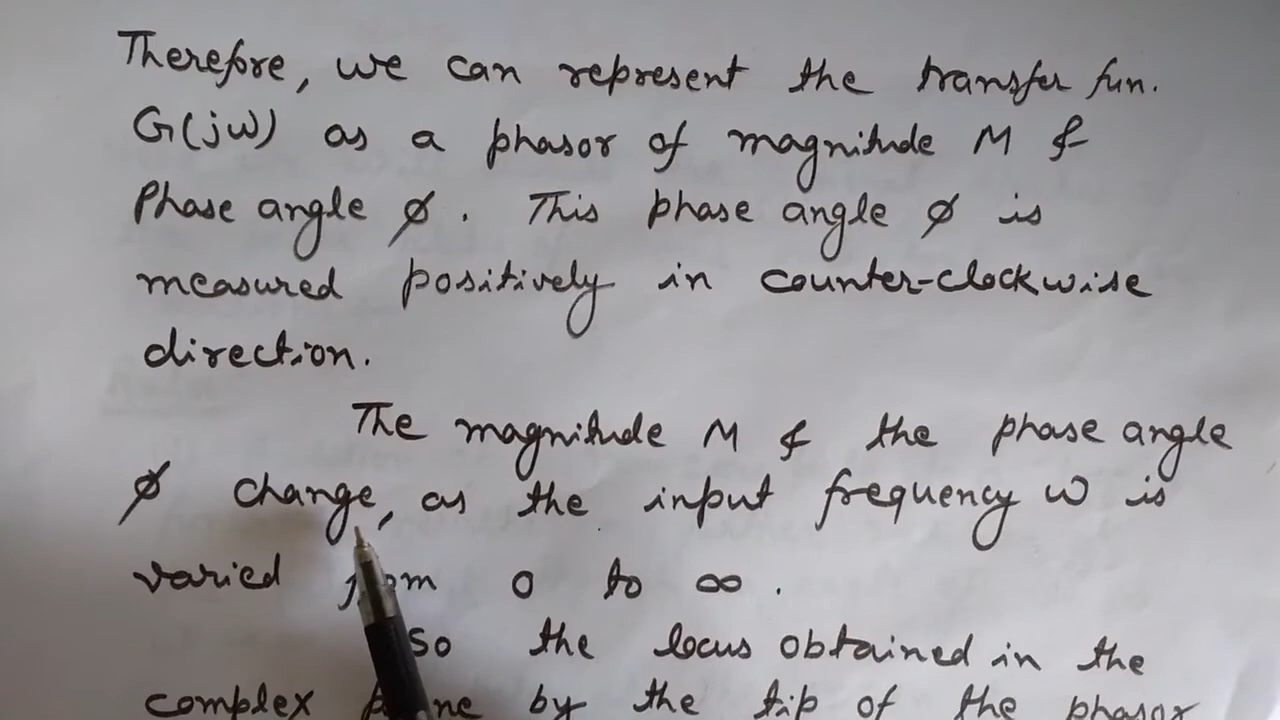 Therefore, we can represent the transfer fun.
G(jω) as a phasor of magnitude M &
Phase angle ø. This phase angle ø is
measured positively in counter-clockwise
direction.
The magnitude M & the phase angle
ø change, as the input frequency ω is
varied from 0 to ∞.
So the locus obtained in the
complex plane by the tip of the phasor